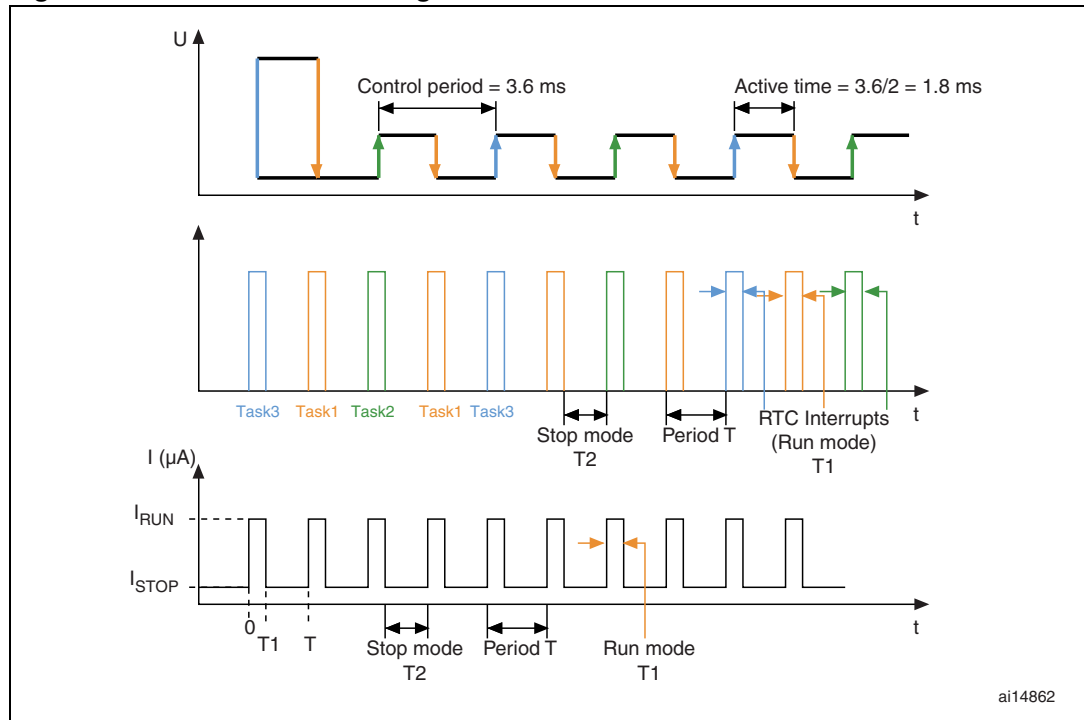 U
Control period = 3.6 ms
Active time = 3.6/2 = 1.8 ms
t
Task3 Task1 Task2 Task1 Task3
Stop mode
T2
Period T
RTC Interrupts
(Run mode)
T1
t
I (µA)
IRUN
ISTOP
0
T1
T
Stop mode
T2
Period T
Run mode
T1
t
ai14862